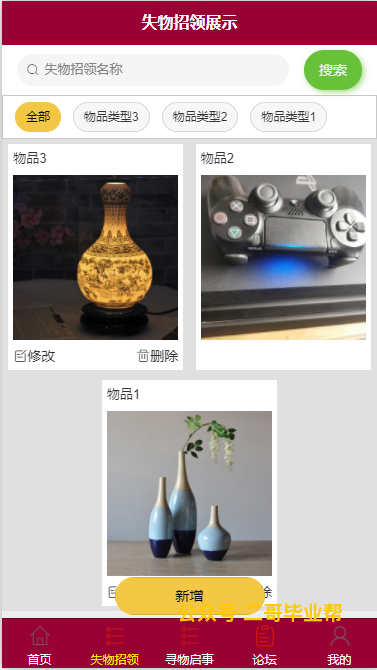 失物招领展示
失物招领名称 搜索
全部 物品类型3 物品类型2 物品类型1
物品3 物品2
修改 删除
物品1
新增
公众号 二哥毕业帮
首页 失物招领 寻物启事 论坛 我的